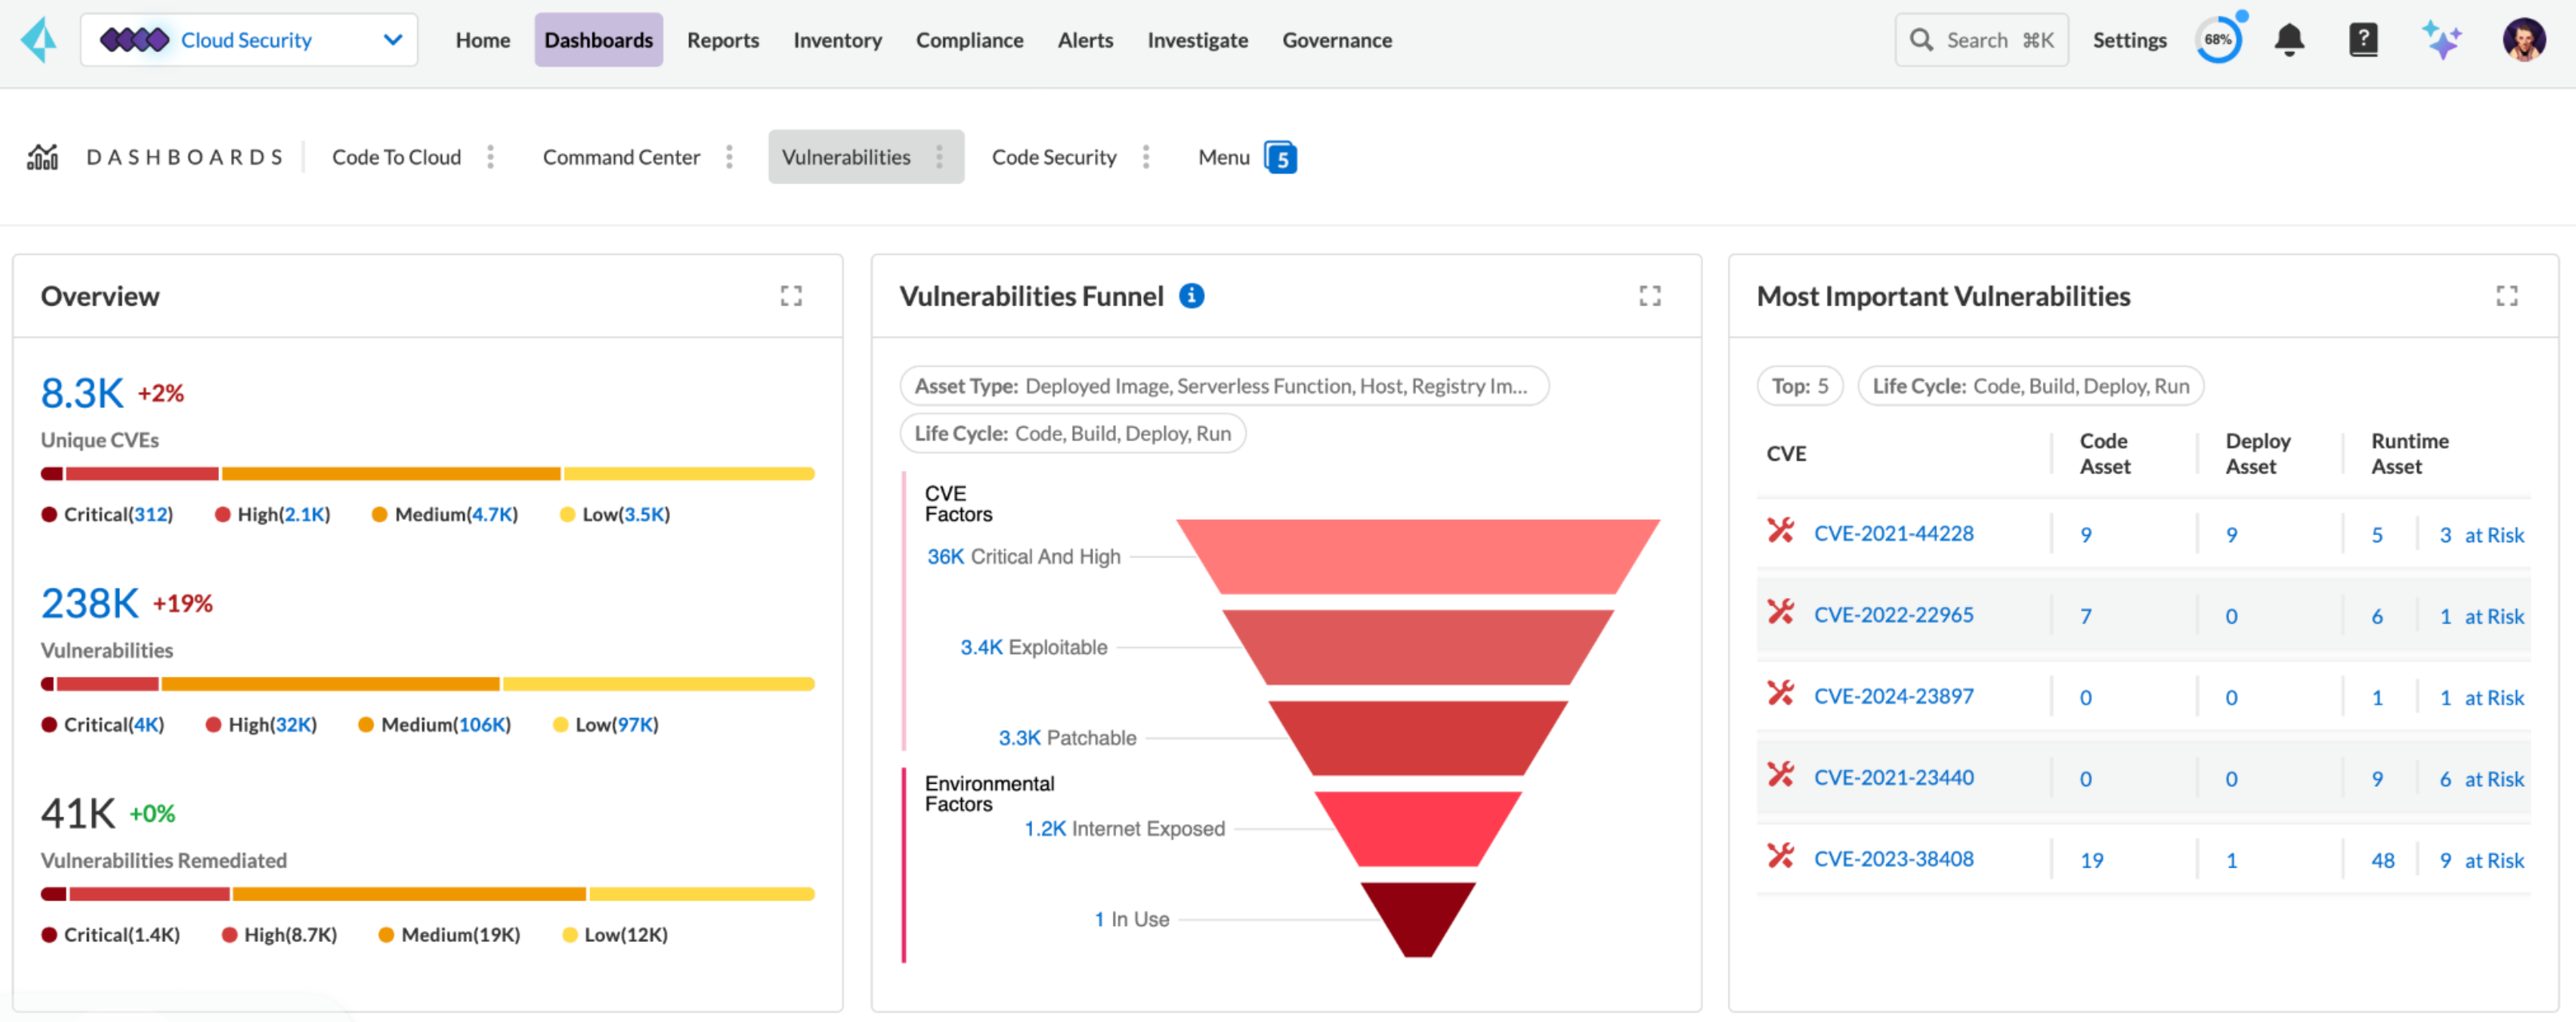 Cloud Security
Home
Dashboards
Reports
Inventory
Compliance
Alerts
Investigate
Governance
Search ⌘K
Settings
68%
?
DASHBOARDS
Code To Cloud
Command Center
Vulnerabilities
Code Security
Menu
5
Overview
8.3K +2%
Unique CVEs
Critical(312) High(2.1K) Medium(4.7K) Low(3.5K)
238K +19%
Vulnerabilities
Critical(4K) High(32K) Medium(106K) Low(97K)
41K +0%
Vulnerabilities Remediated
Critical(1.4K) High(8.7K) Medium(19K) Low(12K)
Vulnerabilities Funnel i
Asset Type: Deployed Image, Serverless Function, Host, Registry Im...
Life Cycle: Code, Build, Deploy, Run
CVE
Factors
36K Critical And High
3.4K Exploitable
3.3K Patchable
Environmental
Factors
1.2K Internet Exposed
1 In Use
Most Important Vulnerabilities
Top: 5
Life Cycle: Code, Build, Deploy, Run
CVE
Code
Asset
Deploy
Asset
Runtime
Asset
CVE-2021-44228 9 9 5 3 at Risk
CVE-2022-22965 7 0 6 1 at Risk
CVE-2024-23897 0 0 1 1 at Risk
CVE-2021-23440 0 0 9 6 at Risk
CVE-2023-38408 19 1 48 9 at Risk